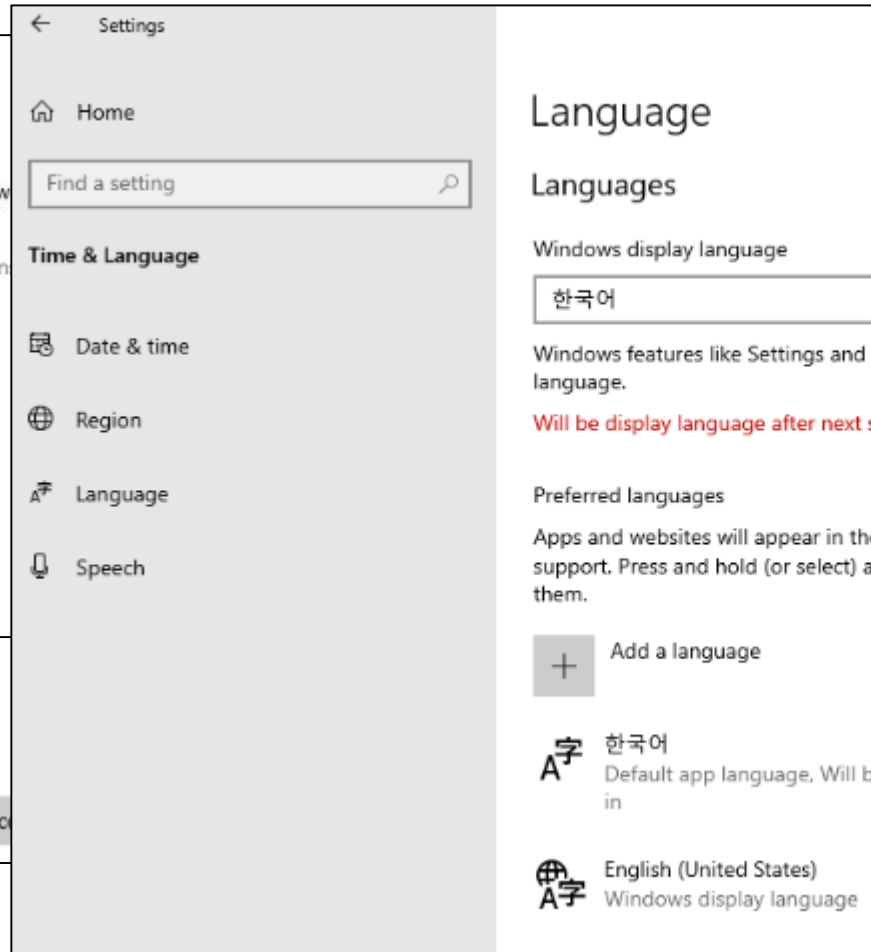 Settings
Home
Find a setting
Time & Language
Date & time
Region
Language
Speech
Language
Languages
Windows display language
한국어
Windows features like Settings and
language.
Will be display language after next
Preferred languages
Apps and websites will appear in the
support. Press and hold (or select) a
them.
Add a language
한국어
Default app language, Will
in
English (United States)
Windows display language